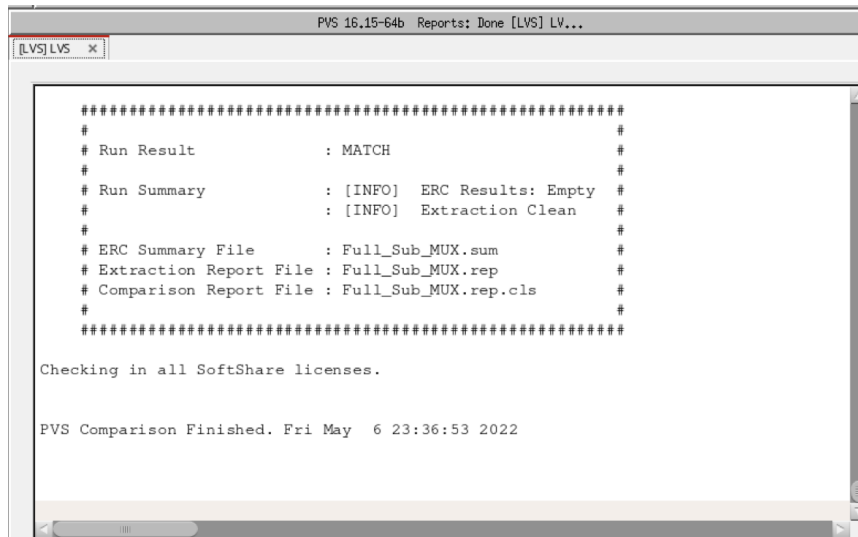 PVS 16.15-64b Reports: Done [LVS] LV...
[LVS] LVS ×
########################################################
# #
# Run Result : MATCH #
# #
# Run Summary : [INFO] ERC Results: Empty #
# : [INFO] Extraction Clean #
# #
# ERC Summary File : Full_Sub_MUX.sum #
# Extraction Report File : Full_Sub_MUX.rep #
# Comparison Report File : Full_Sub_MUX.rep.cls #
# #
########################################################
Checking in all SoftShare licenses.
PVS Comparison Finished. Fri May 6 23:36:53 2022